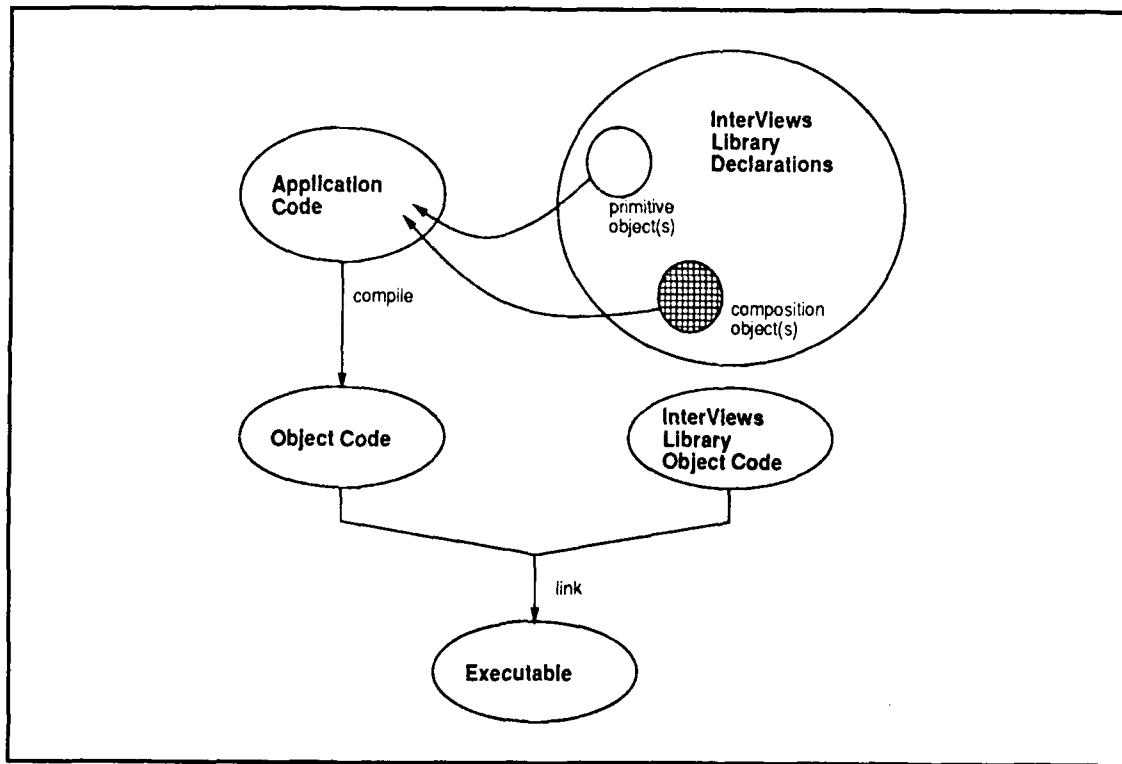 InterViews
Library
Declarations
Application
Code
primitive
object(s)
compile
composition
object(s)
Object Code
InterViews
Library
Object Code
link
Executable